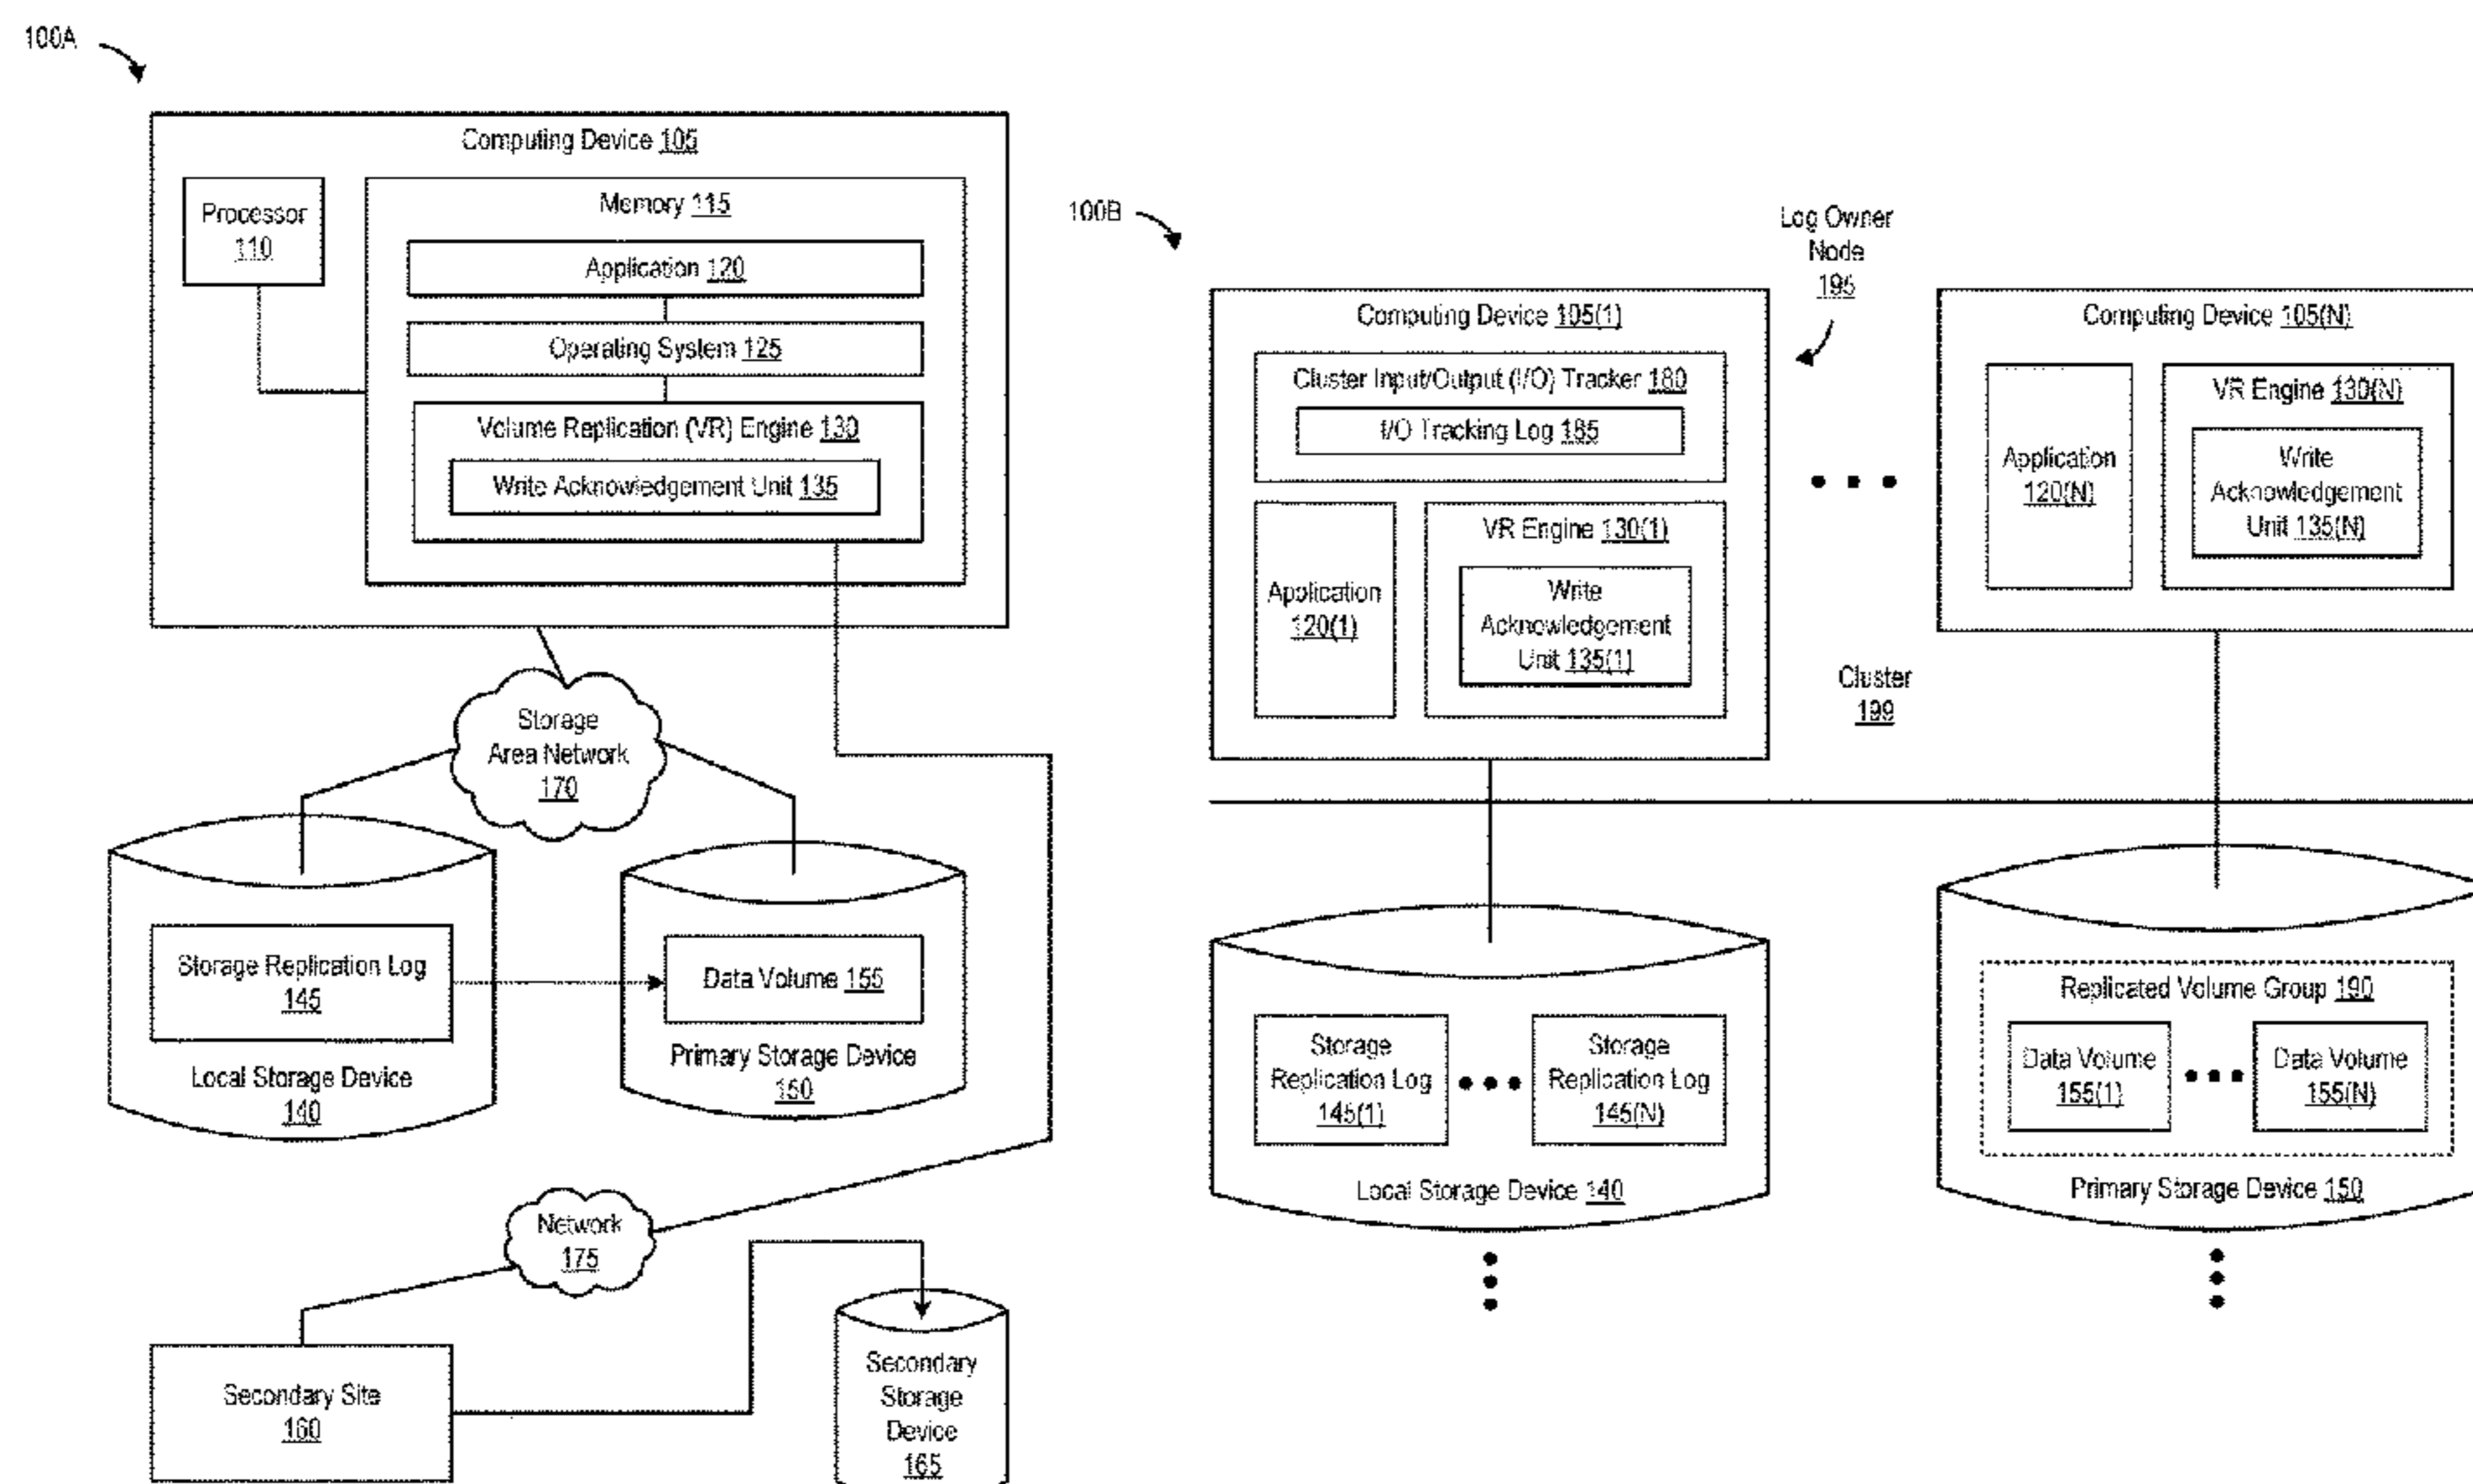 100A
Computing Device 105
Processor
110
Memory 115
Application 120
Operating System 125
Volume Replication (VR) Engine 130
Write Acknowledgement Unit 135
Storage
Area Network
170
Storage Replication Log
145
Local Storage Device
140
Data Volume 155
Primary Storage Device
150
Network
175
Secondary Site
160
Secondary
Storage
Device
165
100B
Log Owner
Node
195
Computing Device 105(1)
Cluster Input/Output (I/O) Tracker 180
I/O Tracking Log 185
Application
120(1)
VR Engine 130(1)
Write
Acknowledgement
Unit 135(1)
Computing Device 105(N)
Application
120(N)
VR Engine 130(N)
Write
Acknowledgement
Unit 135(N)
Cluster
199
Storage
Replication Log
145(1)
Storage
Replication Log
145(N)
Local Storage Device 140
Replicated Volume Group 190
Data Volume
155(1)
Data Volume
155(N)
Primary Storage Device 150